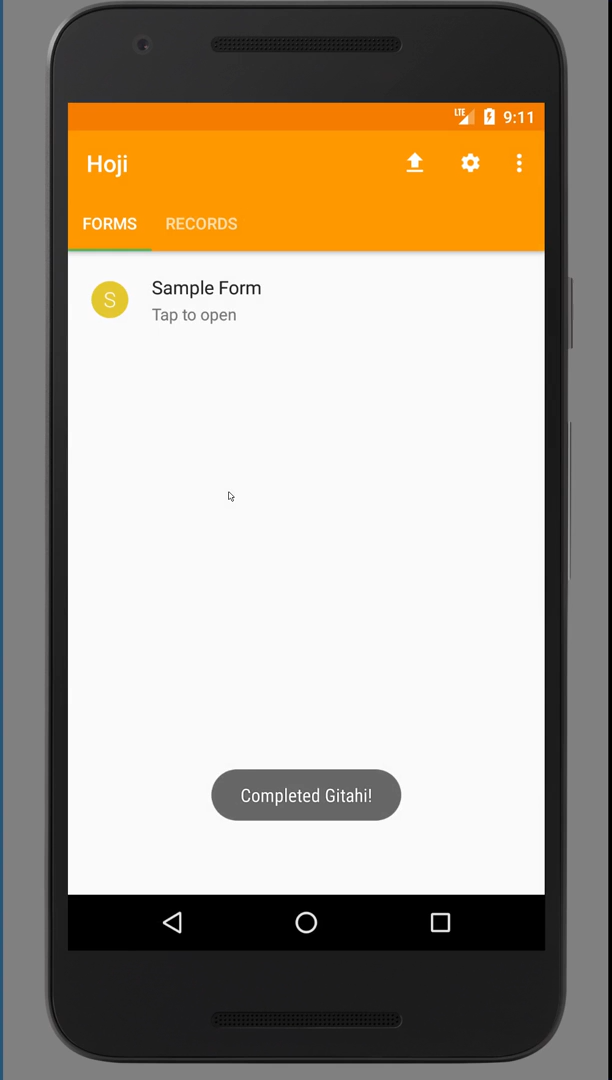 LTE 9:11
Hoji
FORMS RECORDS
S
Sample Form
Tap to open
Completed Gitahi!